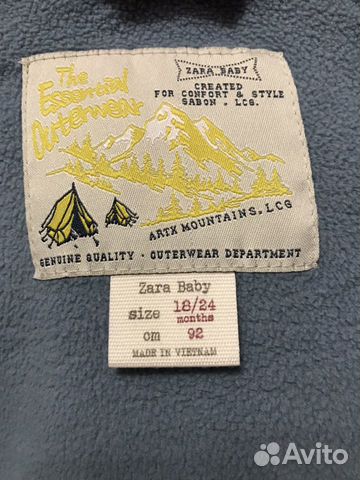 The
Essential
Outerwear
ZARA BABY
CREATED
FOR CONFORT & STYLE
SABON . LCG.
ARTX MOUNTAINS. LCG
GENUINE QUALITY · OUTERWEAR DEPARTMENT
Zara Baby
size 18/24
months
cm 92
MADE IN VIETNAM
Avito